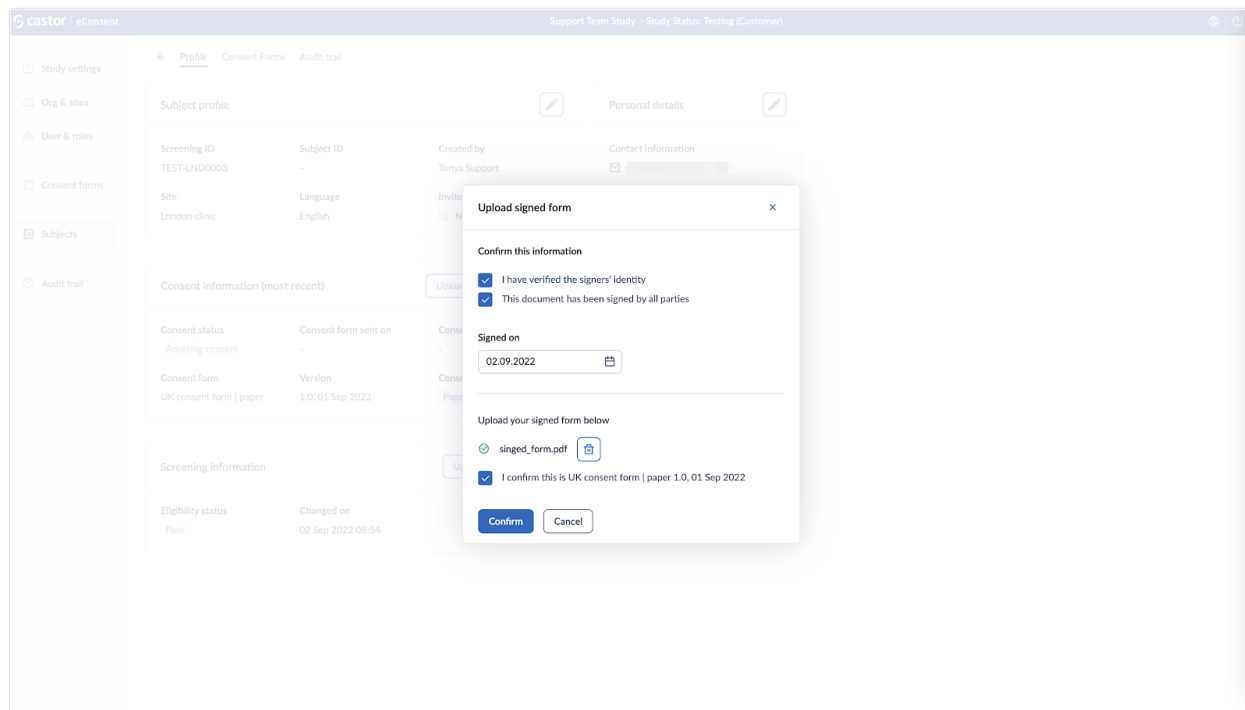 castor eConsent
Support Team Study - Study Status: Testing (Customer)
Study settings
Org & sites
User & roles
Consent forms
Subjects
Audit trail
Profile Consent Forms Audit trail
Subject profile
Screening ID Subject ID Created by
TEST-LND0003 - Tonya Support
Site Language Invite
London clinic English N
Personal details
Contact information
Consent information (most recent) Uploa
Consent status Consent form sent on Conse
Awaiting consent - -
Consent form Version Conse
UK consent form | paper 1.0, 01 Sep 2022 Pape
Screening information U
Eligibility status Changed on
Pass 02 Sep 2022 08:54
Upload signed form
Confirm this information
I have verified the signers' identity
This document has been signed by all parties
Signed on
02.09.2022
Upload your signed form below
singed_form.pdf
I confirm this is UK consent form | paper 1.0, 01 Sep 2022
Confirm Cancel